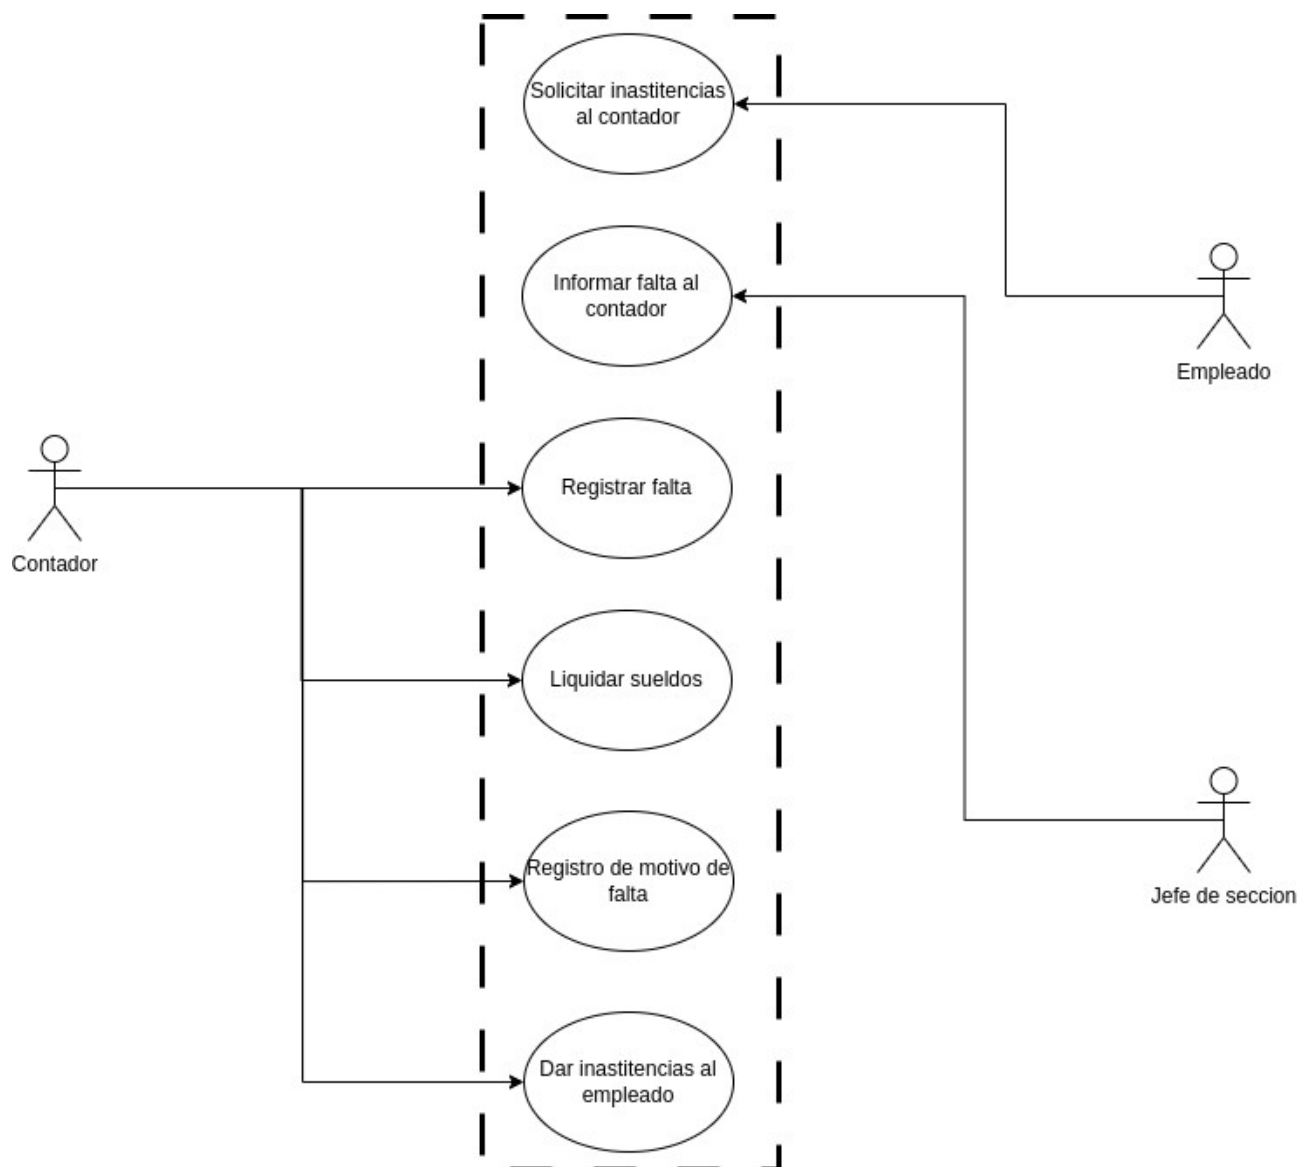 Solicitar inastitencias
al contador
Informar falta al
contador
Empleado
Registrar falta
Contador
Liquidar sueldos
Registro de motivo de
falta
Jefe de seccion
Dar inastitencias al
empleado